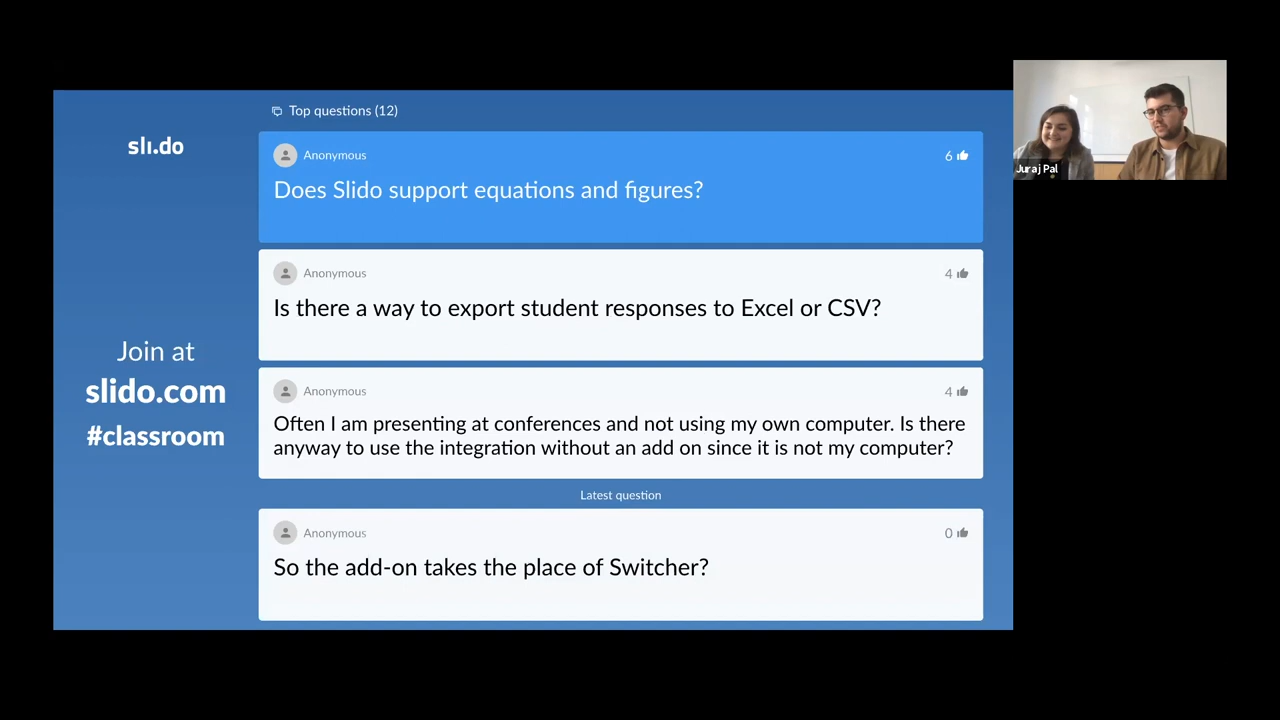 Top questions (12)
sli.do
Anonymous
6
Does Slido support equations and figures?
Anonymous
4
Is there a way to export student responses to Excel or CSV?
Anonymous
4
Often I am presenting at conferences and not using my own computer. Is there
anyway to use the integration without an add on since it is not my computer?
Join at
slido.com
#classroom
Latest question
Anonymous
0
So the add-on takes the place of Switcher?
Juraj Pal